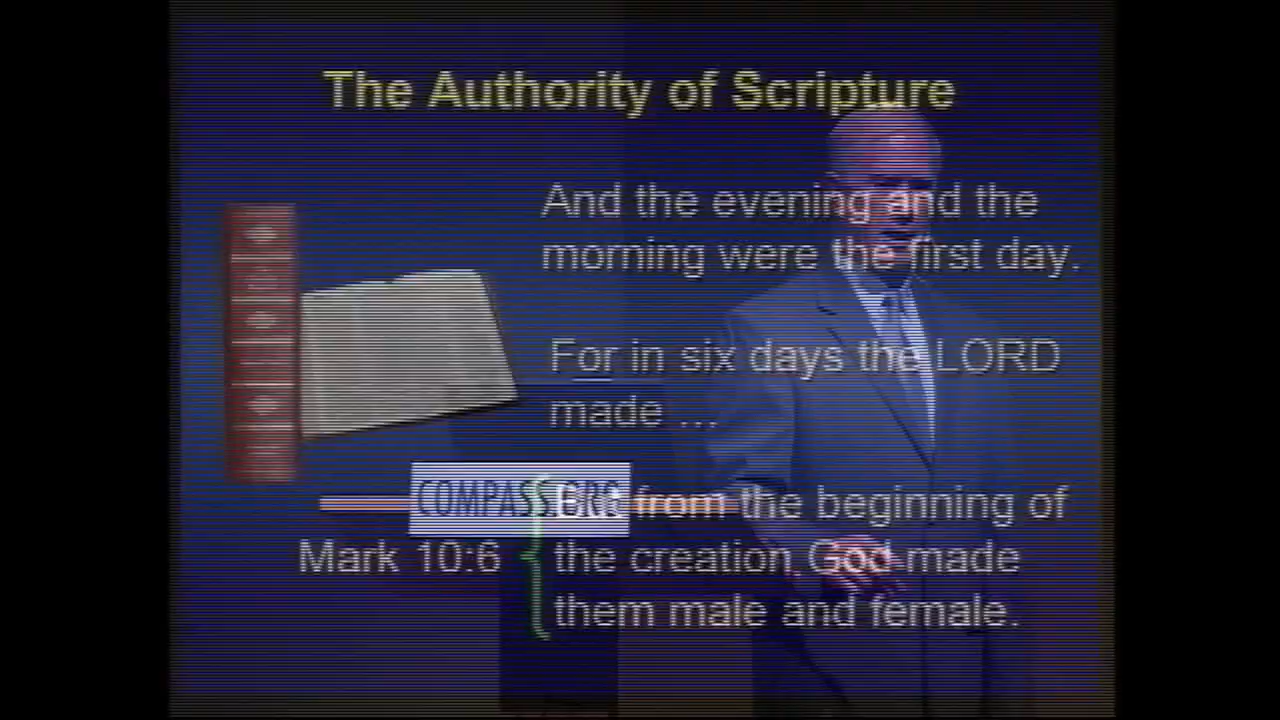 The Authority of Scripture
And the evening and the
morning were the first day.
For in six days the LORD
made ...
COMPASS.ORG
But from the beginning of
Mark 10:6
the creation God made
them male and female.